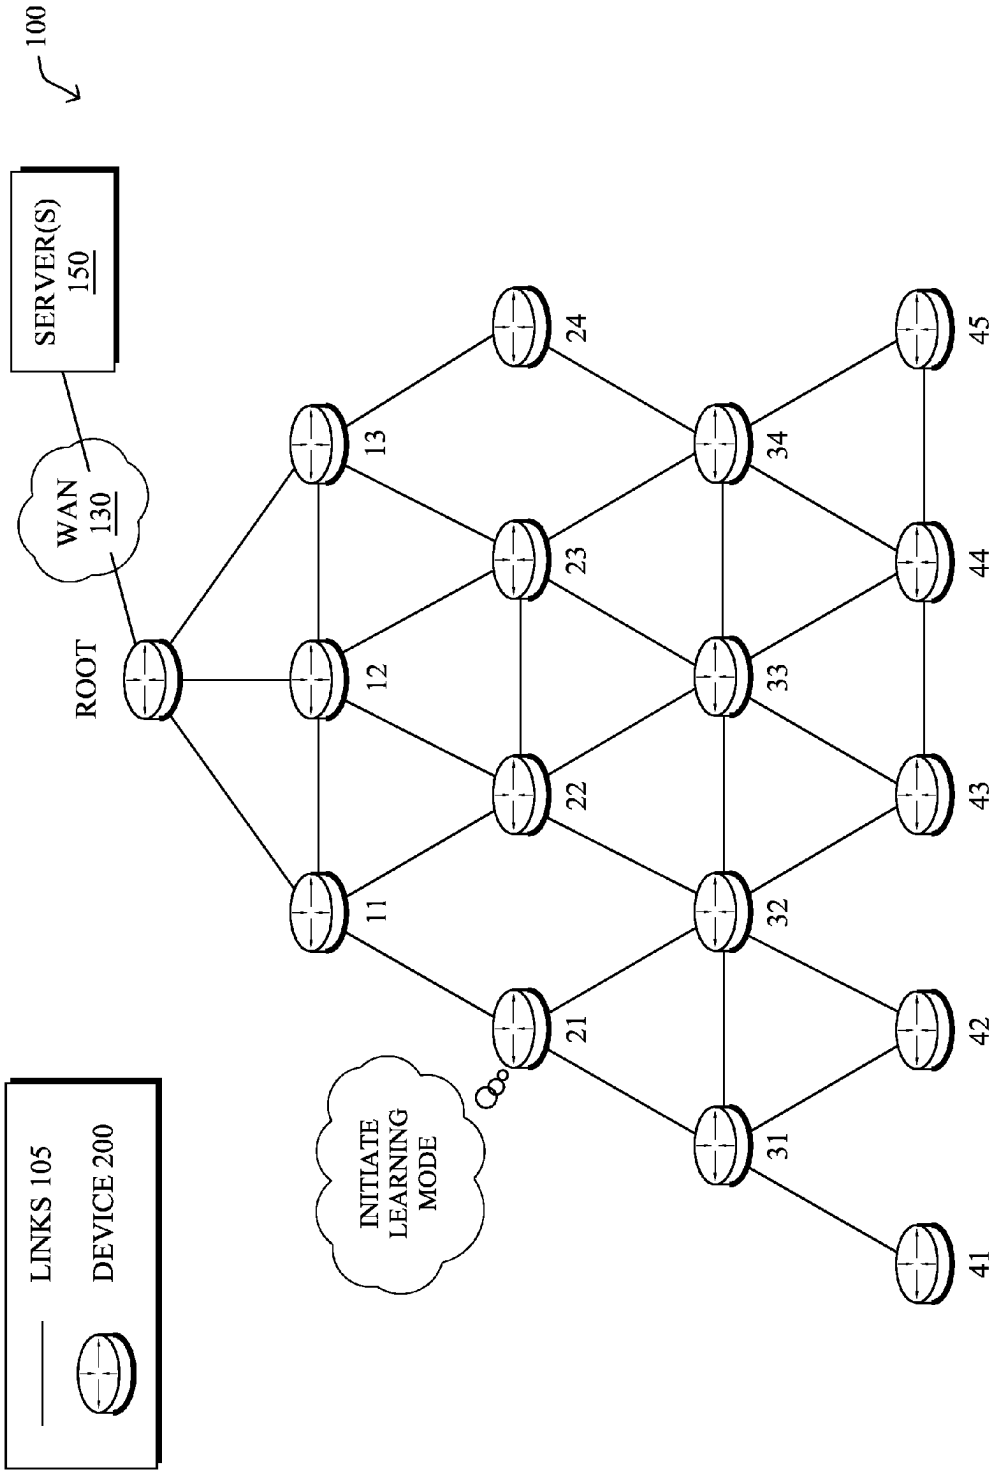 100
SERVER(S)
150
WAN
130
ROOT
11
12
13
21
22
23
24
31
32
33
34
41
42
43
44
45
INITIATE
LEARNING
MODE
LINKS 105
DEVICE 200